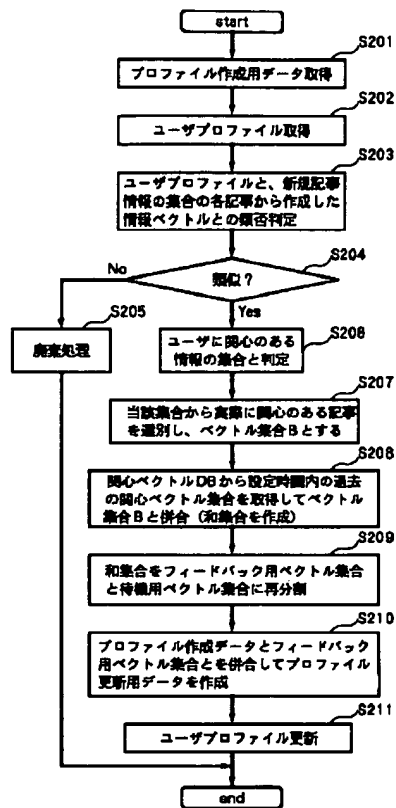 start
S201
プロファイル作成用データ取得
S202
ユーザプロファイル取得
S203
ユーザプロファイルと、新規記事
情報の集合の各記事から作成した
情報ベクトルとの類否判定
S204
類似?
No
Yes
S205
廃棄処理
S206
ユーザに関心のある
情報の集合と判定
S207
当該集合から実際に関心のある記事
を選別し、ベクトル集合Bとする
S208
関心ベクトルDBから設定時間内の過去
の関心ベクトル集合を取得してベクトル
集合Bと併合(和集合を作成)
S209
和集合をフィードバック用ベクトル集合
と待機用ベクトル集合に再分割
S210
プロファイル作成データとフィードバック
用ベクトル集合とを併合してプロファイル
更新用データを作成
S211
ユーザプロファイル更新
end